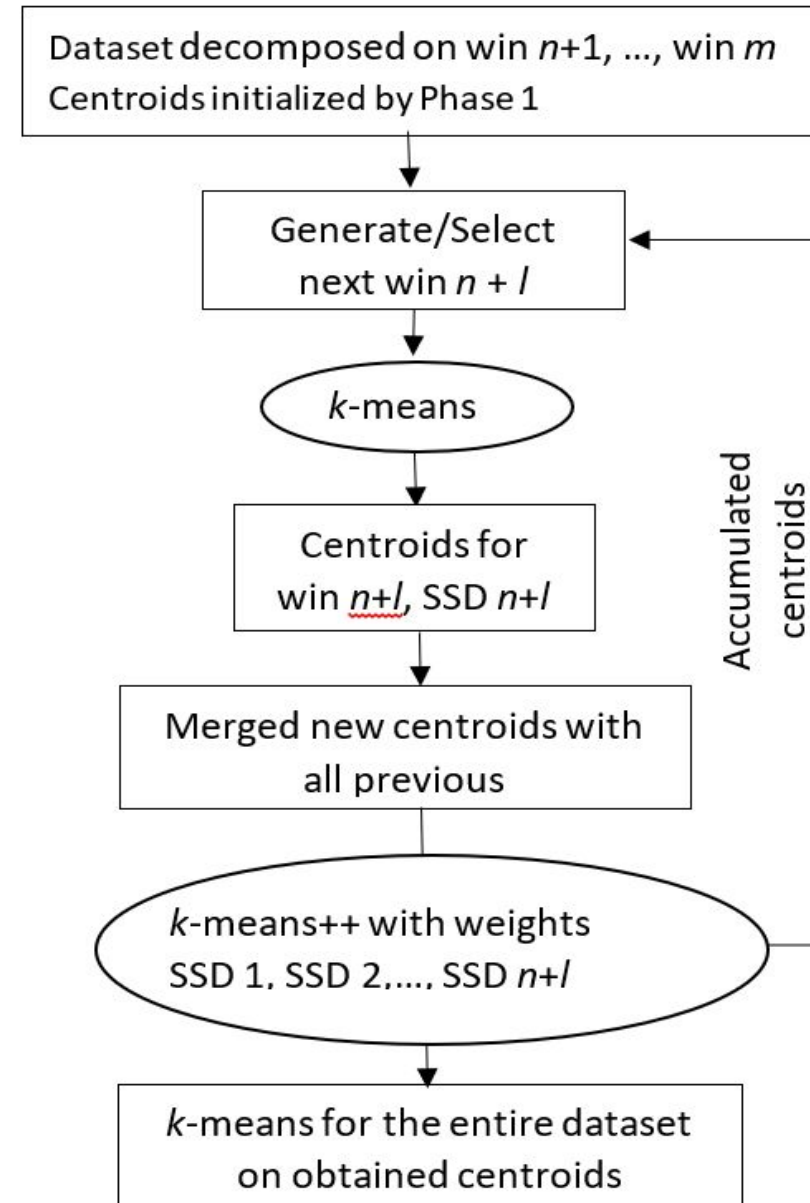 Dataset decomposed on win n+1, ..., win m
Centroids initialized by Phase 1
Generate/Select
next win n + l
k-means
Centroids for
win n+l, SSD n+l
Accumulated
centroids
Merged new centroids with
all previous
k-means++ with weights
SSD 1, SSD 2,..., SSD n+l
k-means for the entire dataset
on obtained centroids